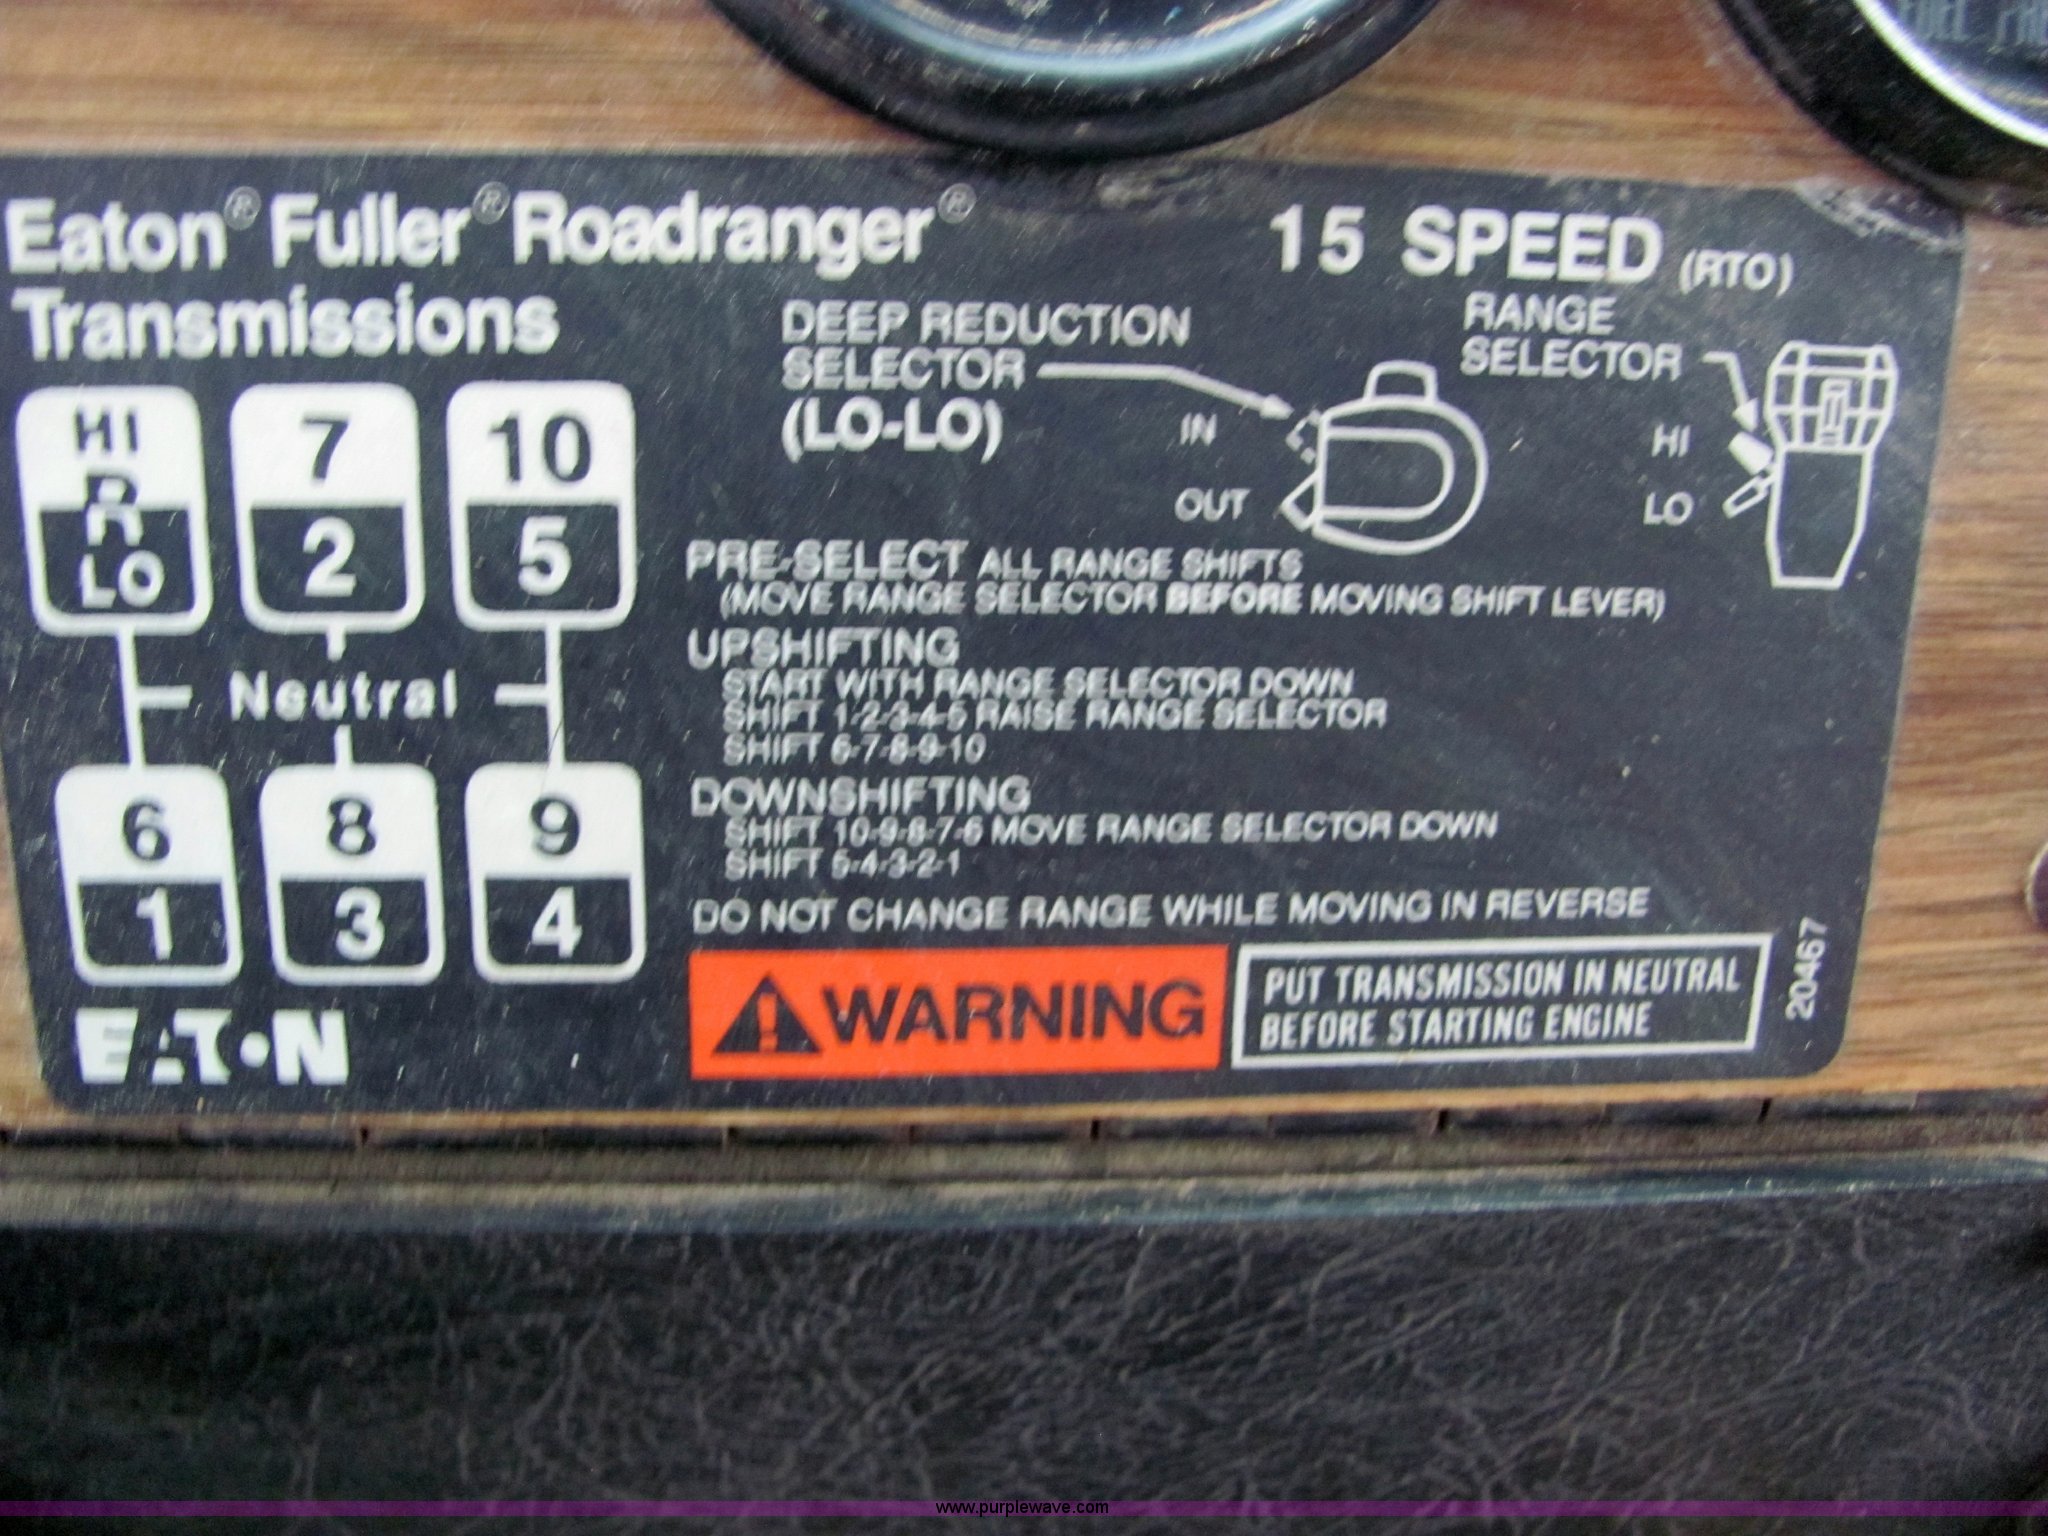 Eaton® Fuller® Roadranger®
Transmissions
15 SPEED (RTO)
DEEP REDUCTION
SELECTOR
(LO-LO)
IN
OUT
RANGE
SELECTOR
HI
LO
HI
R
LO
7
2
10
5
Neutral
6
1
8
3
9
4
EATON
PRE-SELECT ALL RANGE SHIFTS
(MOVE RANGE SELECTOR BEFORE MOVING SHIFT LEVER)
UPSHIFTING
START WITH RANGE SELECTOR DOWN
SHIFT 1-2-3-4-5 RAISE RANGE SELECTOR
SHIFT 6-7-8-9-10
DOWNSHIFTING
SHIFT 10-9-8-7-6 MOVE RANGE SELECTOR DOWN
SHIFT 5-4-3-2-1
DO NOT CHANGE RANGE WHILE MOVING IN REVERSE
WARNING
PUT TRANSMISSION IN NEUTRAL
BEFORE STARTING ENGINE
20467
www.purplewave.com